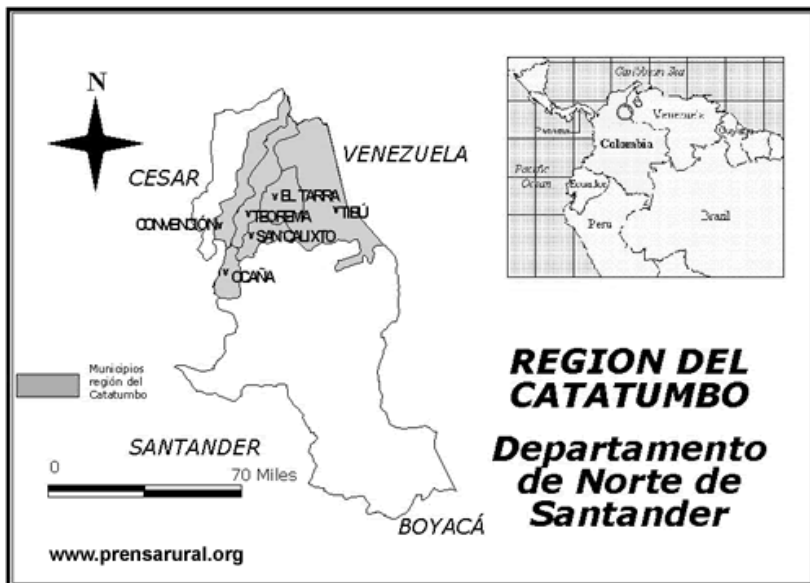 N
CESAR
VENEZUELA
EL TARRA
TIBÚ
TEOREMA
CONVENCIÓN
SAN CALIXTO
OCAÑA
Municipios
región del
Catatumbo
SANTANDER
0
70 Miles
BOYACÁ
www.prensarural.org
Caribbean Sea
Panama
Venezuela
Guyana
Colombia
Pacific
Ocean
Ecuador
Peru
Brazil
REGION DEL
CATATUMBO
Departamento
de Norte de
Santander